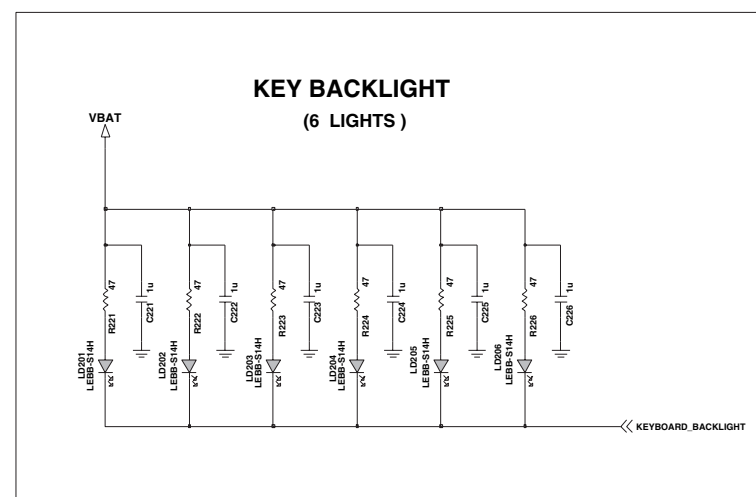 KEY BACKLIGHT
(6 LIGHTS )
VBAT
47
R221
1u
C221
47
R222
1u
C222
47
R223
1u
C223
47
R224
1u
C224
47
R225
1u
C225
47
R226
1u
C226
LD201
LEBB-S14H
LD202
LEBB-S14H
LD203
LEBB-S14H
LD204
LEBB-S14H
LD205
LEBB-S14H
LD206
LEBB-S14H
KEYBOARD_BACKLIGHT